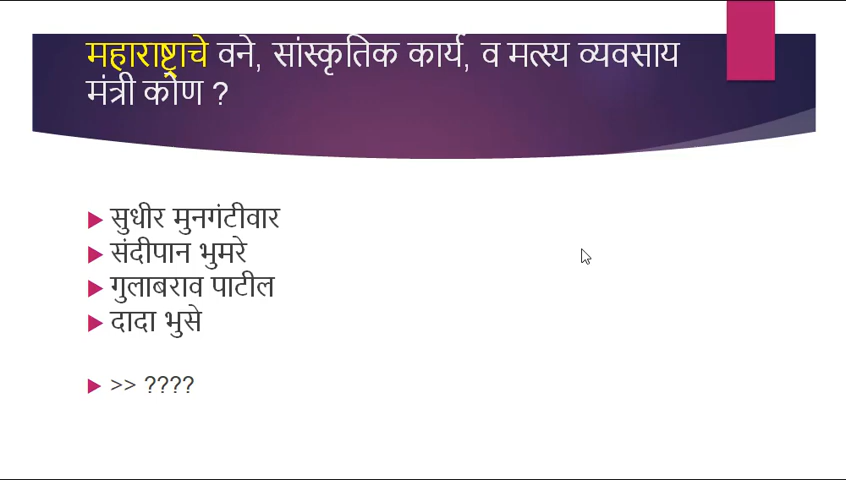 महाराष्ट्राचे वने, सांस्कृतिक कार्य, व मत्स्य व्यवसाय
मंत्री कोण ?
सुधीर मुनगंटीवार
संदीपान भुमरे
गुलाबराव पाटील
दादा भुसे
>> ????